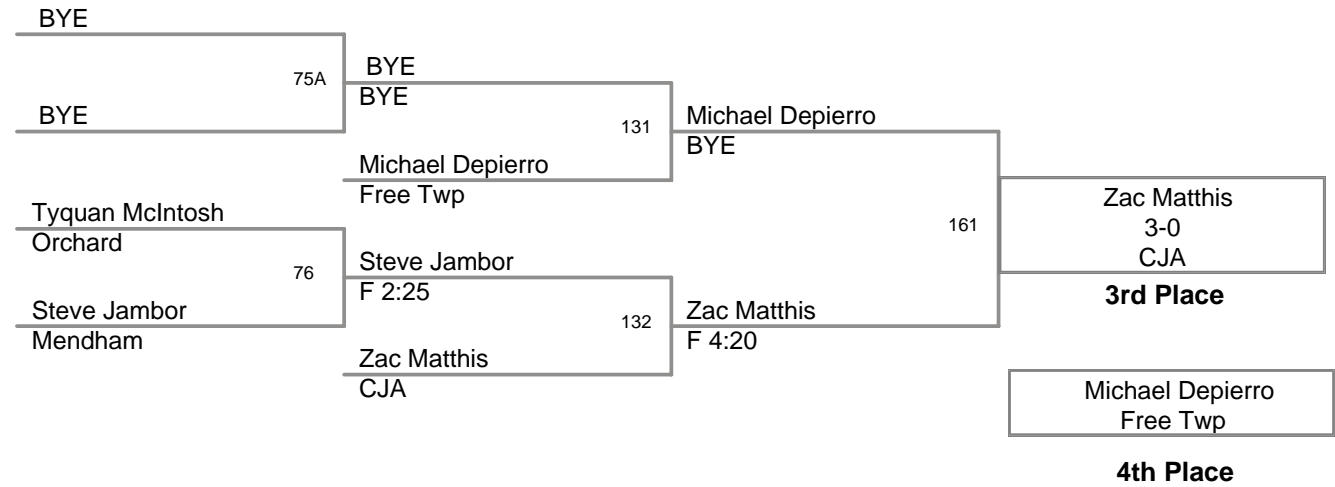 BYE
75A
BYE
BYE
BYE
131
Michael Depierro
Free Twp
Michael Depierro
BYE
Tyquan McIntosh
Orchard
76
Steve Jambor
Mendham
Steve Jambor
F 2:25
132
Zac Matthis
CJA
Zac Matthis
F 4:20
161
Zac Matthis
3-0
CJA
3rd Place
Michael Depierro
Free Twp
4th Place